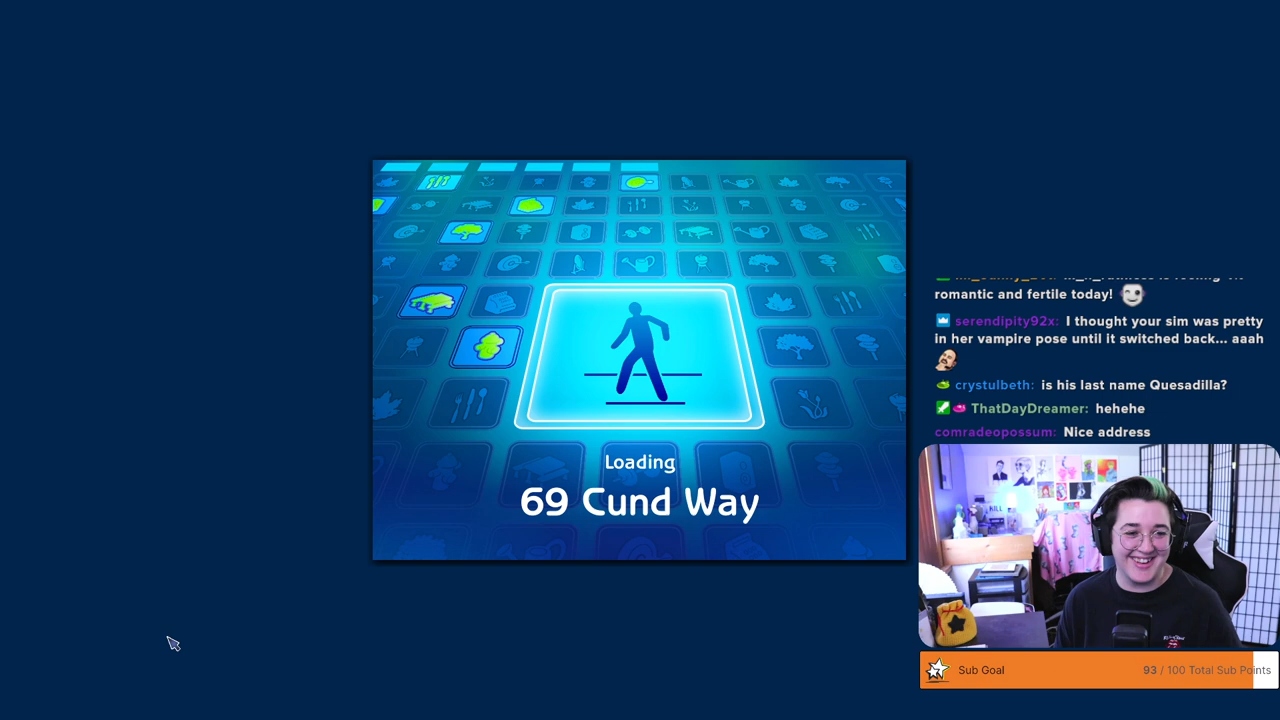 Loading
69 Cund Way
romantic and fertile today!
serendipity92x: I thought your sim was pretty
in her vampire pose until it switched back... aaah
crystulbeth: is his last name Quesadilla?
ThatDayDreamer: hehehe
comradeopossum: Nice address
KILL
Sub Goal
93 / 100 Total Sub Points